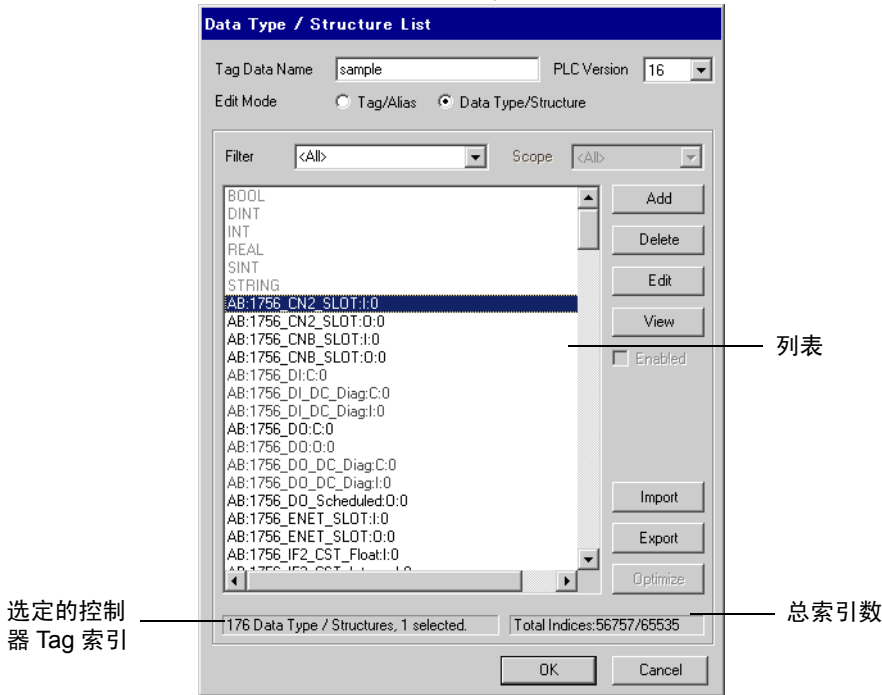 Data Type / Structure List
Tag Data Name sample PLC Version 16
Edit Mode Tag/Alias Data Type/Structure
Filter <All> Scope <All>
BOOL
DINT
INT
REAL
SINT
STRING
AB:1756_CN2_SLOT:I:0
AB:1756_CN2_SLOT:O:0
AB:1756_CNB_SLOT:I:0
AB:1756_CNB_SLOT:O:0
AB:1756_DI:C:0
AB:1756_DI_DC_Diag:C:0
AB:1756_DI_DC_Diag:I:0
AB:1756_DO:C:0
AB:1756_DO:O:0
AB:1756_DO_DC_Diag:C:0
AB:1756_DO_DC_Diag:I:0
AB:1756_DO_Scheduled:O:0
AB:1756_ENET_SLOT:I:0
AB:1756_ENET_SLOT:O:0
AB:1756_IF2_CST_Float:I:0
Add
Delete
Edit
View
Enabled
Import
Export
Optimize
列表
选定的控制
器 Tag 索引
176 Data Type / Structures, 1 selected.
Total Indices:56757/65535
总索引数
OK
Cancel